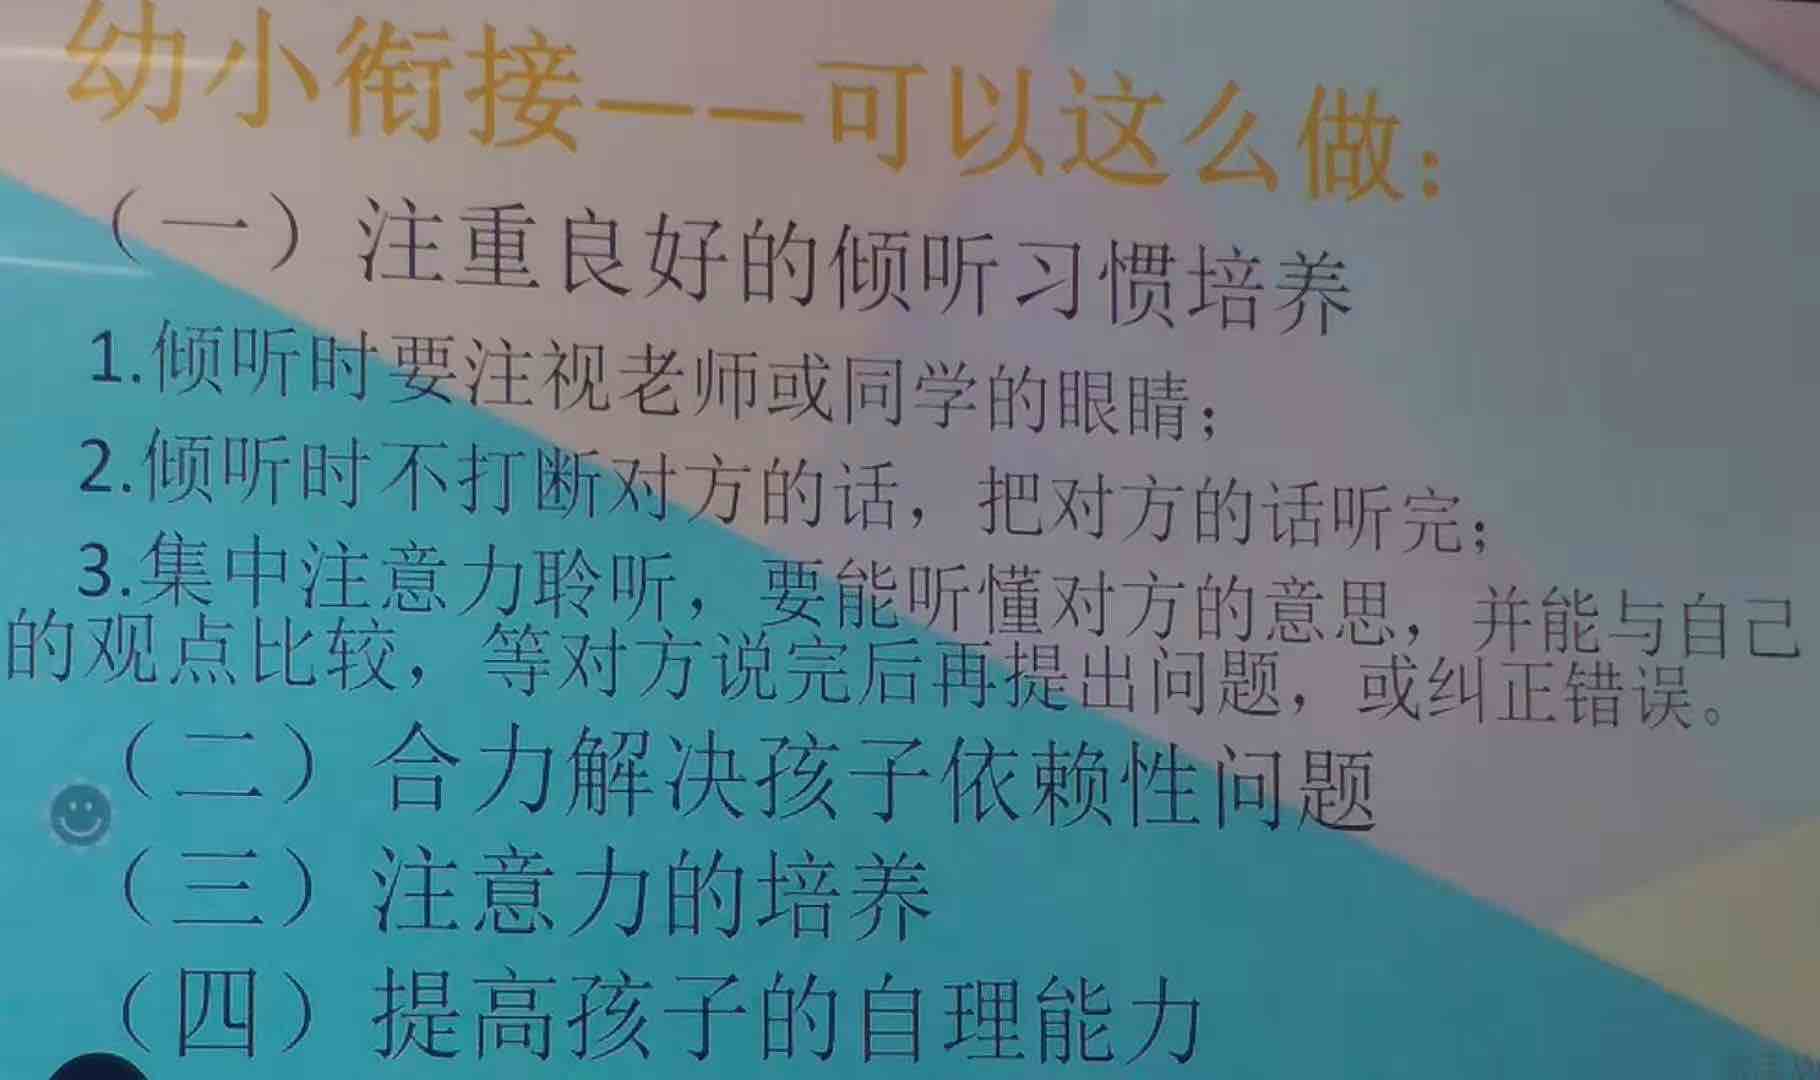 幼小衔接——可以这么做:
（一）注重良好的倾听习惯培养
1.倾听时要注视老师或同学的眼睛；
2.倾听时不打断对方的话，把对方的话听完；
3.集中注意力聆听，要能听懂对方的意思，并能与自己
的观点比较，等对方说完后再提出问题，或纠正错误。
（二）合力解决孩子依赖性问题
（三）注意力的培养
（四）提高孩子的自理能力